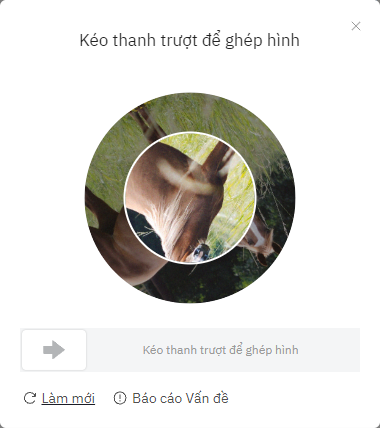 Kéo thanh trượt để ghép hình
Kéo thanh trượt để ghép hình
Làm mới
Báo cáo Vấn đề